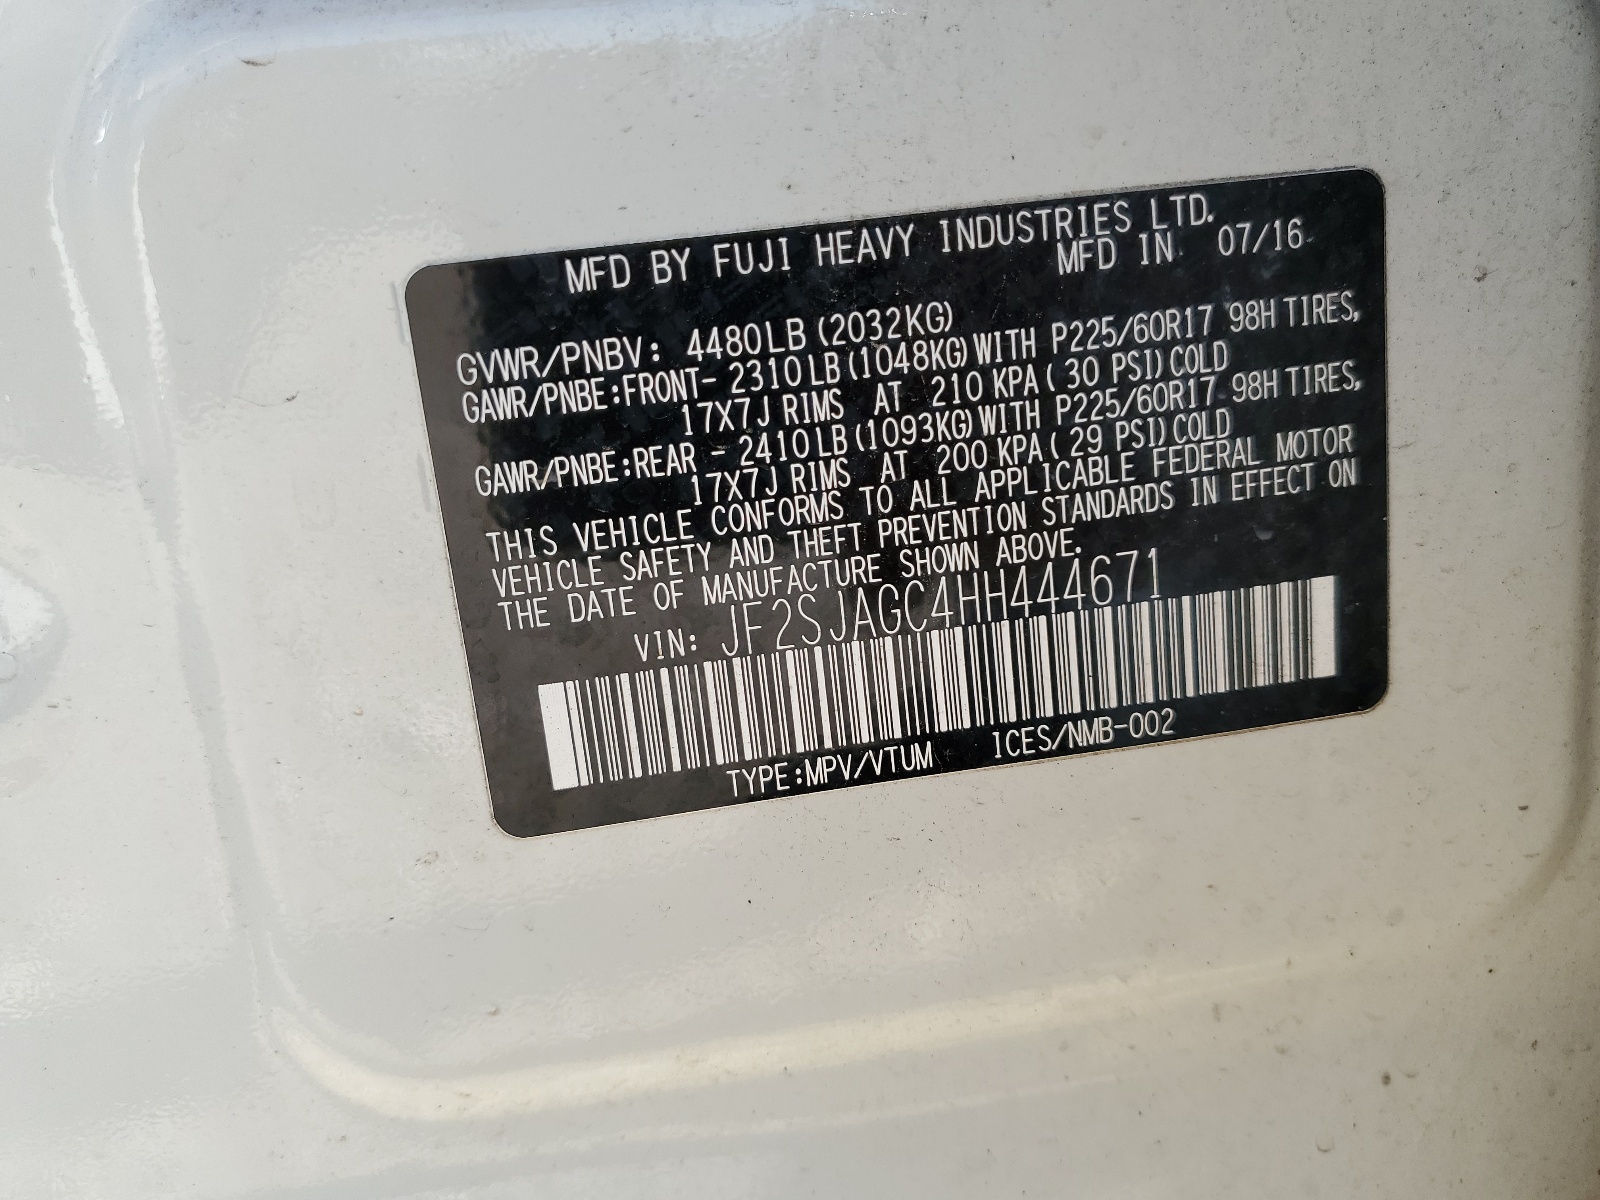 MFD BY FUJI HEAVY INDUSTRIES LTD.
MFD IN 07/16
GVWR/PNBV: 4480LB (2032KG)
GAWR/PNBE:FRONT- 2310LB (1048KG) WITH P225/60R17 98H TIRES,
17X7J RIMS AT 210 KPA ( 30 PSI) COLD
GAWR/PNBE:REAR - 2410LB (1093KG) WITH P225/60R17 98H TIRES,
17X7J RIMS AT 200 KPA ( 29 PSI) COLD
THIS VEHICLE CONFORMS TO ALL APPLICABLE FEDERAL MOTOR
VEHICLE SAFETY AND THEFT PREVENTION STANDARDS IN EFFECT ON
THE DATE OF MANUFACTURE SHOWN ABOVE.
VIN: JF2SJAGC4HH444671
TYPE:MPV/VTUM ICES/NMB-002